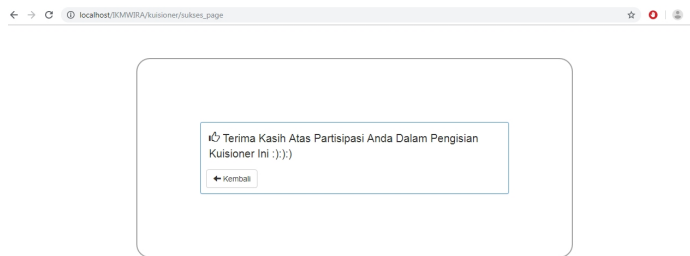 localhost/IKMWIRA/kuisioner/sukses_page
Terima Kasih Atas Partisipasi Anda Dalam Pengisian
Kuisioner Ini :):):)
Kembali